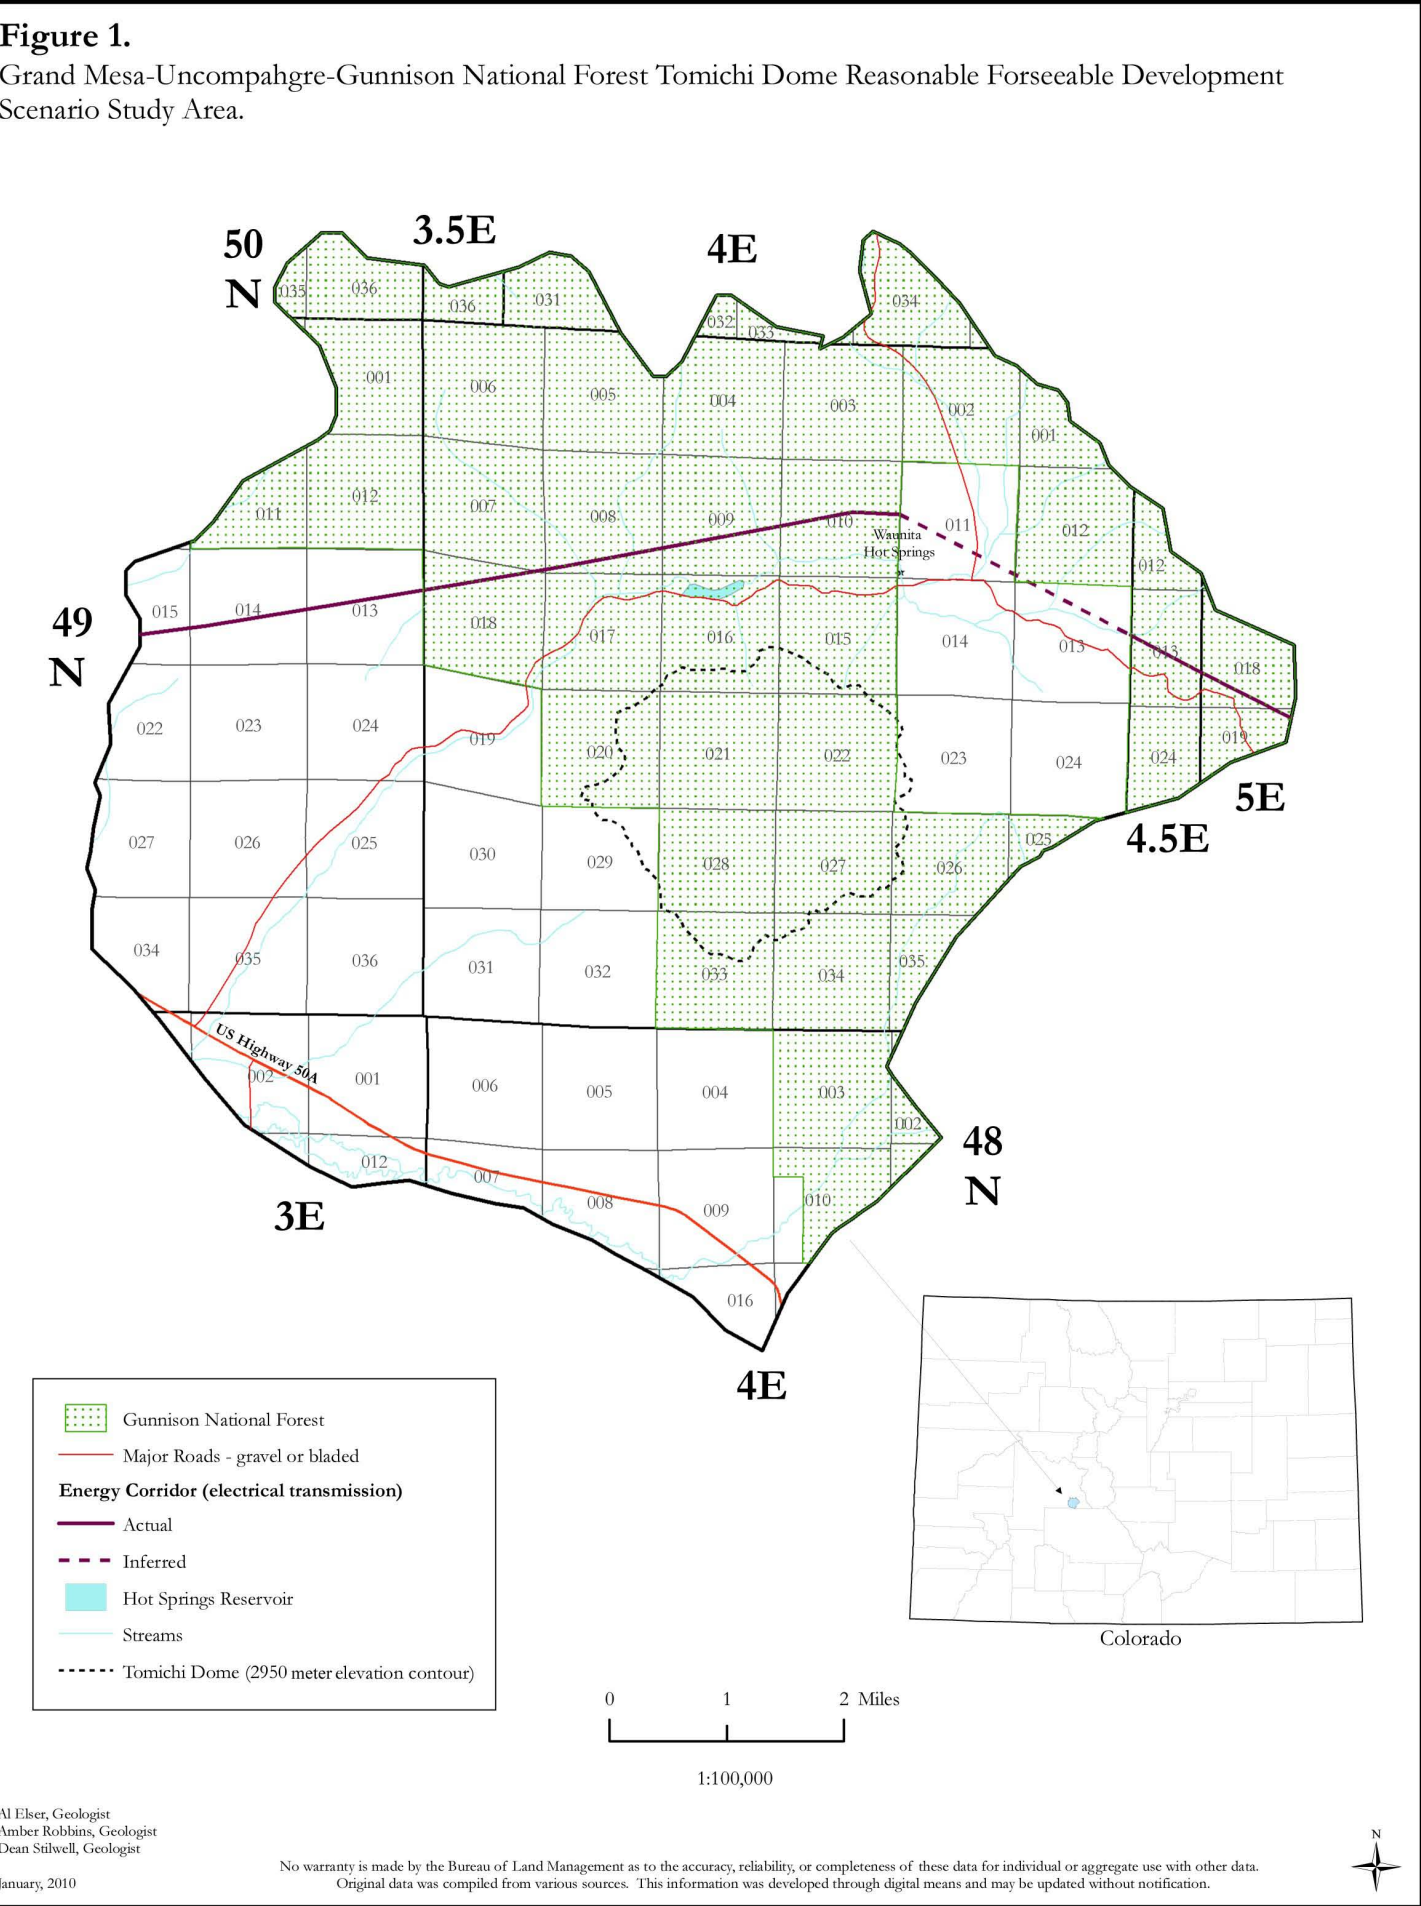 Figure 1.
Grand Mesa-Uncompahgre-Gunnison National Forest Tomichi Dome Reasonable Forseeable Development
Scenario Study Area.
50
N
3.5E
4E
035
036
036
031
032
033
034
001
006
005
004
003
002
001
011
012
007
008
009
010
011
012
012
Waunita
Hot Springs
49
N
015
014
013
018
017
016
015
014
013
013
018
022
023
024
019
020
021
022
023
024
024
019
5E
4.5E
027
026
025
030
029
028
027
026
025
034
035
036
031
032
033
034
035
US Highway 50A
002
001
006
005
004
003
002
48
N
012
007
008
009
010
3E
016
4E
Gunnison National Forest
Major Roads - gravel or bladed
Energy Corridor (electrical transmission)
Actual
Inferred
Hot Springs Reservoir
Streams
Tomichi Dome (2950 meter elevation contour)
Colorado
0 1 2 Miles
1:100,000
Al Elser, Geologist
Amber Robbins, Geologist
Dean Stilwell, Geologist
January, 2010
No warranty is made by the Bureau of Land Management as to the accuracy, reliability, or completeness of these data for individual or aggregate use with other data.
Original data was compiled from various sources. This information was developed through digital means and may be updated without notification.
N